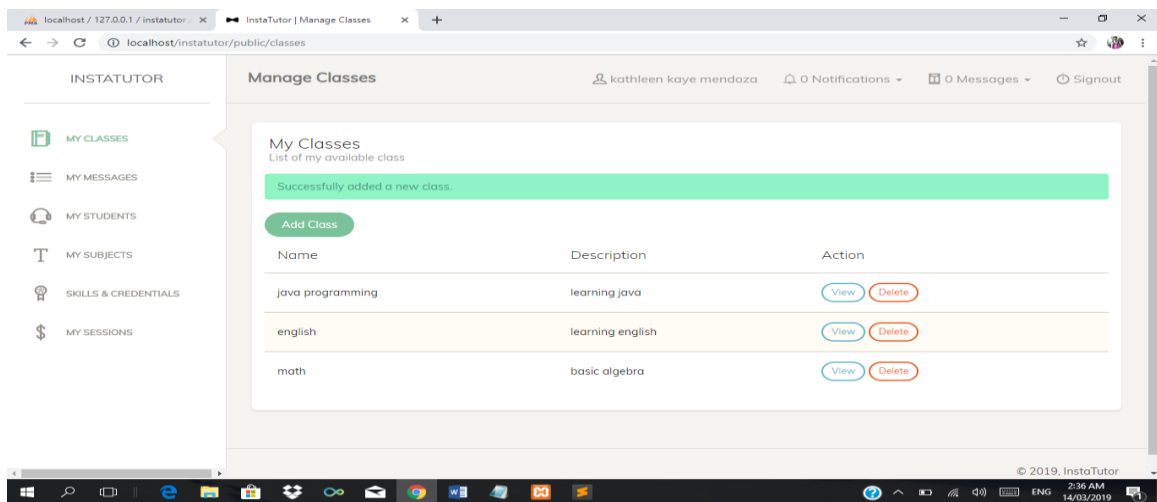 localhost / 127.0.0.1 / instatutor /
InstaTutor | Manage Classes
localhost/instatutor/public/classes
INSTATUTOR
Manage Classes
kathleen kaye mendoza
0 Notifications
0 Messages
Signout
MY CLASSES
MY MESSAGES
MY STUDENTS
MY SUBJECTS
SKILLS & CREDENTIALS
MY SESSIONS
My Classes
List of my available class
Successfully added a new class.
Add Class
Name Description Action
java programming learning java View Delete
english learning english View Delete
math basic algebra View Delete
© 2019, InstaTutor
ENG
2:36 AM
14/03/2019